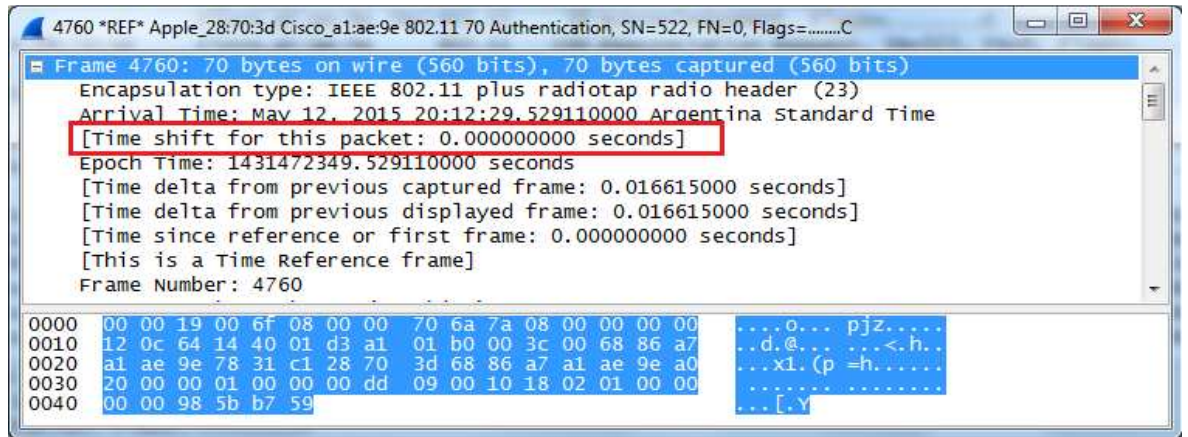 4760 *REF* Apple_28:70:3d Cisco_a1:ae:9e 802.11 70 Authentication, SN=522, FN=0, Flags=........C
Frame 4760: 70 bytes on wire (560 bits), 70 bytes captured (560 bits)
Encapsulation type: IEEE 802.11 plus radiotap radio header (23)
Arrival Time: May 12, 2015 20:12:29.529110000 Argentina Standard Time
[Time shift for this packet: 0.000000000 seconds]
Epoch Time: 1431472349.529110000 seconds
[Time delta from previous captured frame: 0.016615000 seconds]
[Time delta from previous displayed frame: 0.016615000 seconds]
[Time since reference or first frame: 0.000000000 seconds]
[This is a Time Reference frame]
Frame Number: 4760
0000 00 00 19 00 6f 08 00 00 70 6a 7a 08 00 00 00 00 ....o... pjz.....
0010 12 0c 64 14 40 01 d3 a1 01 b0 00 3c 00 68 86 a7 ..d.@... ...<.h..
0020 a1 ae 9e 78 31 c1 28 70 3d 68 86 a7 a1 ae 9e a0 ...x1.(p =h......
0030 20 00 00 01 00 00 00 dd 09 00 10 18 02 01 00 00 ....... ........
0040 00 00 98 5b b7 59 ...[.Y